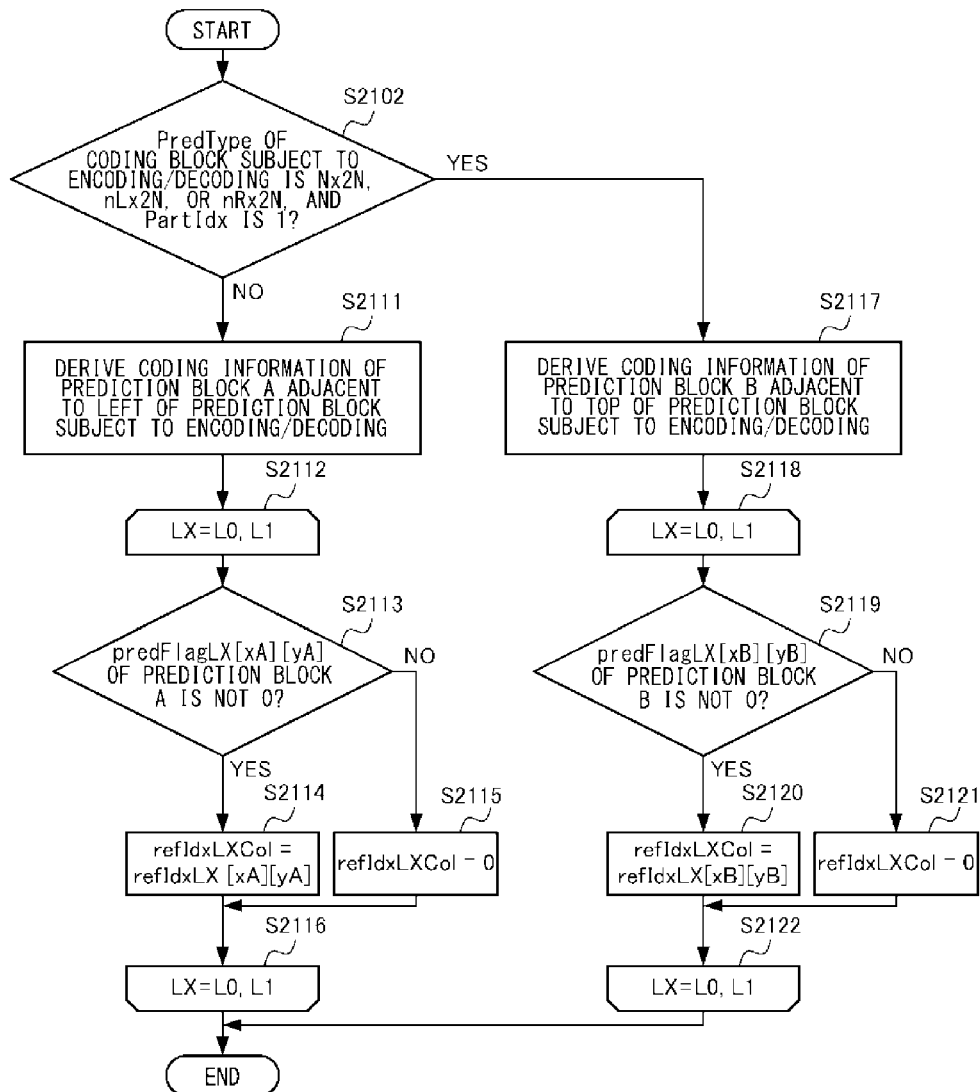 START
S2102
PredType OF
CODING BLOCK SUBJECT TO
ENCODING/DECODING IS Nx2N,
nLx2N, OR nRx2N, AND
PartIdx IS 1?
YES
NO
S2111
DERIVE CODING INFORMATION OF
PREDICTION BLOCK A ADJACENT
TO LEFT OF PREDICTION BLOCK
SUBJECT TO ENCODING/DECODING
S2117
DERIVE CODING INFORMATION OF
PREDICTION BLOCK B ADJACENT
TO TOP OF PREDICTION BLOCK
SUBJECT TO ENCODING/DECODING
S2112
LX=L0, L1
S2118
LX=L0, L1
S2113
predFlagLX[xA][yA]
OF PREDICTION BLOCK
A IS NOT 0?
NO
YES
S2119
predFlagLX[xB][yB]
OF PREDICTION BLOCK
B IS NOT 0?
NO
YES
S2114
refIdxLXCol =
refIdxLX [xA][yA]
S2115
refIdxLXCol = 0
S2120
refIdxLXCol =
refIdxLX[xB][yB]
S2121
refIdxLXCol = 0
S2116
LX=L0, L1
S2122
LX=L0, L1
END